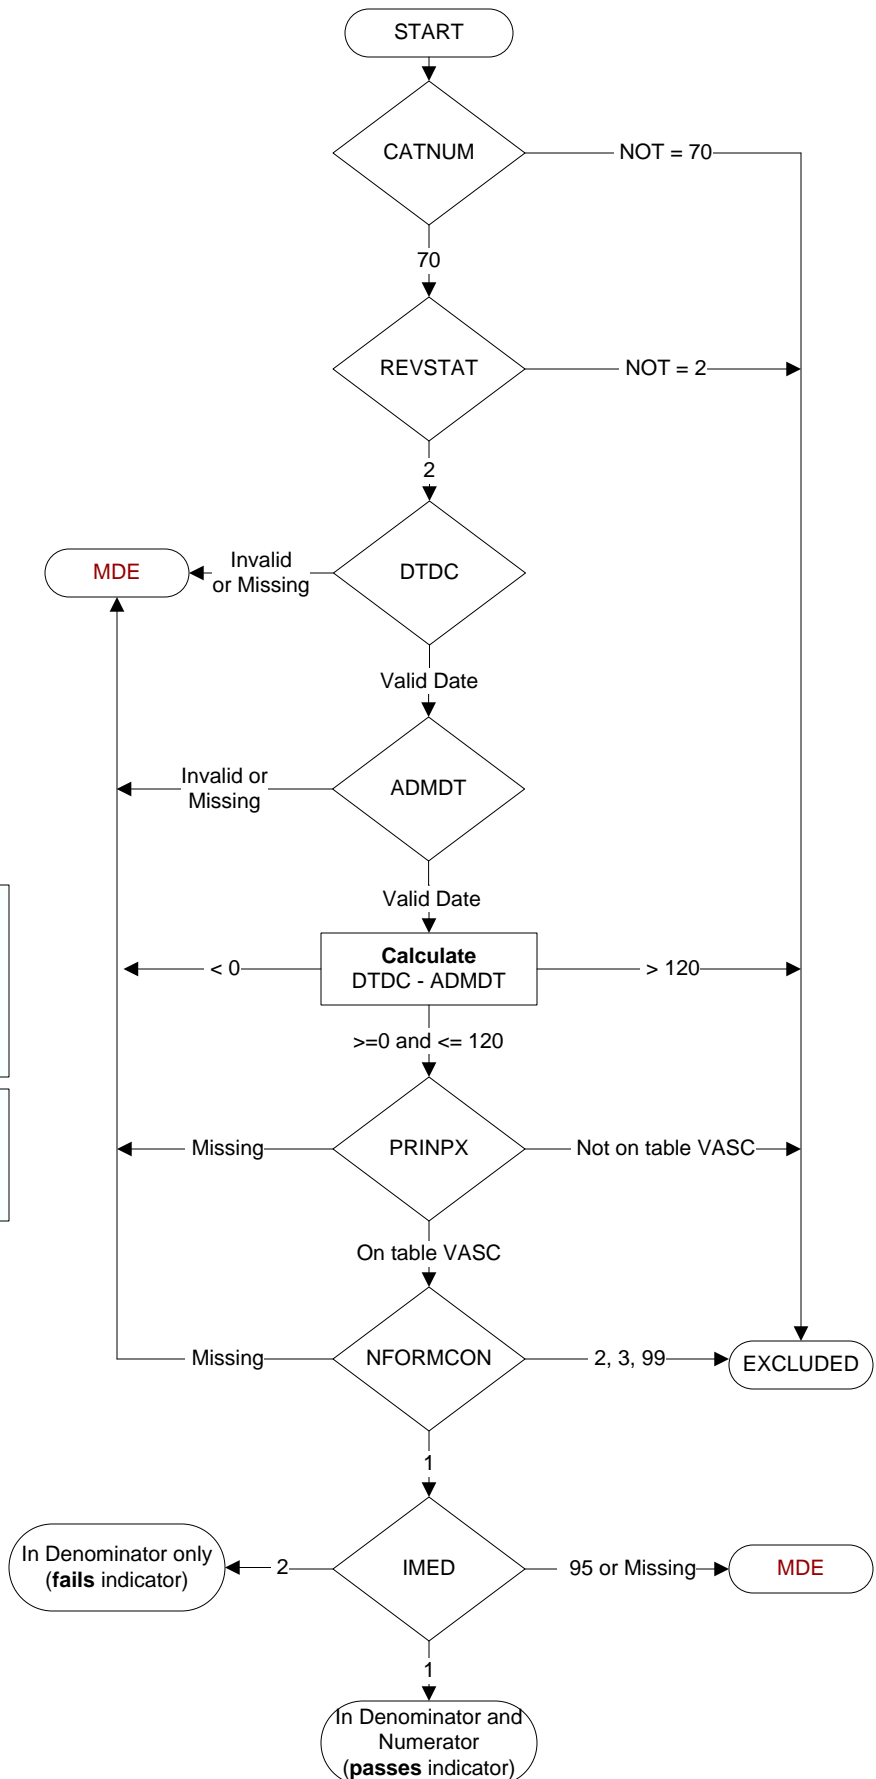 START
CATNUM
NOT = 70
70
REVSTAT
NOT = 2
2
DTDC
Invalid
or Missing
MDE
Valid Date
ADMDT
Invalid or
Missing
Valid Date
Calculate
DTDC - ADMDT
< 0
> 120
>=0 and <= 120
PRINPX
Missing
Not on table VASC
On table VASC
NFORMCON
Missing
2, 3, 99
EXCLUDED
1
IMED
In Denominator only
(fails indicator)
2
95 or Missing
MDE
1
In Denominator and
Numerator
(passes indicator)